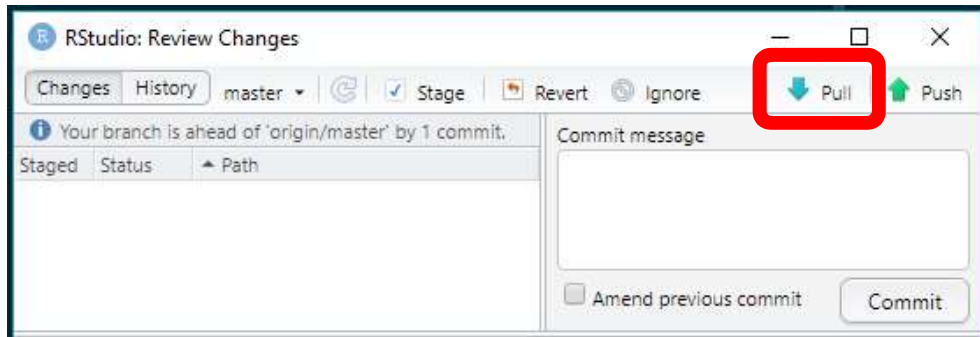 R RStudio: Review Changes
Changes History master Stage Revert Ignore Pull Push
Your branch is ahead of 'origin/master' by 1 commit.
Commit message
Staged Status Path
Amend previous commit Commit